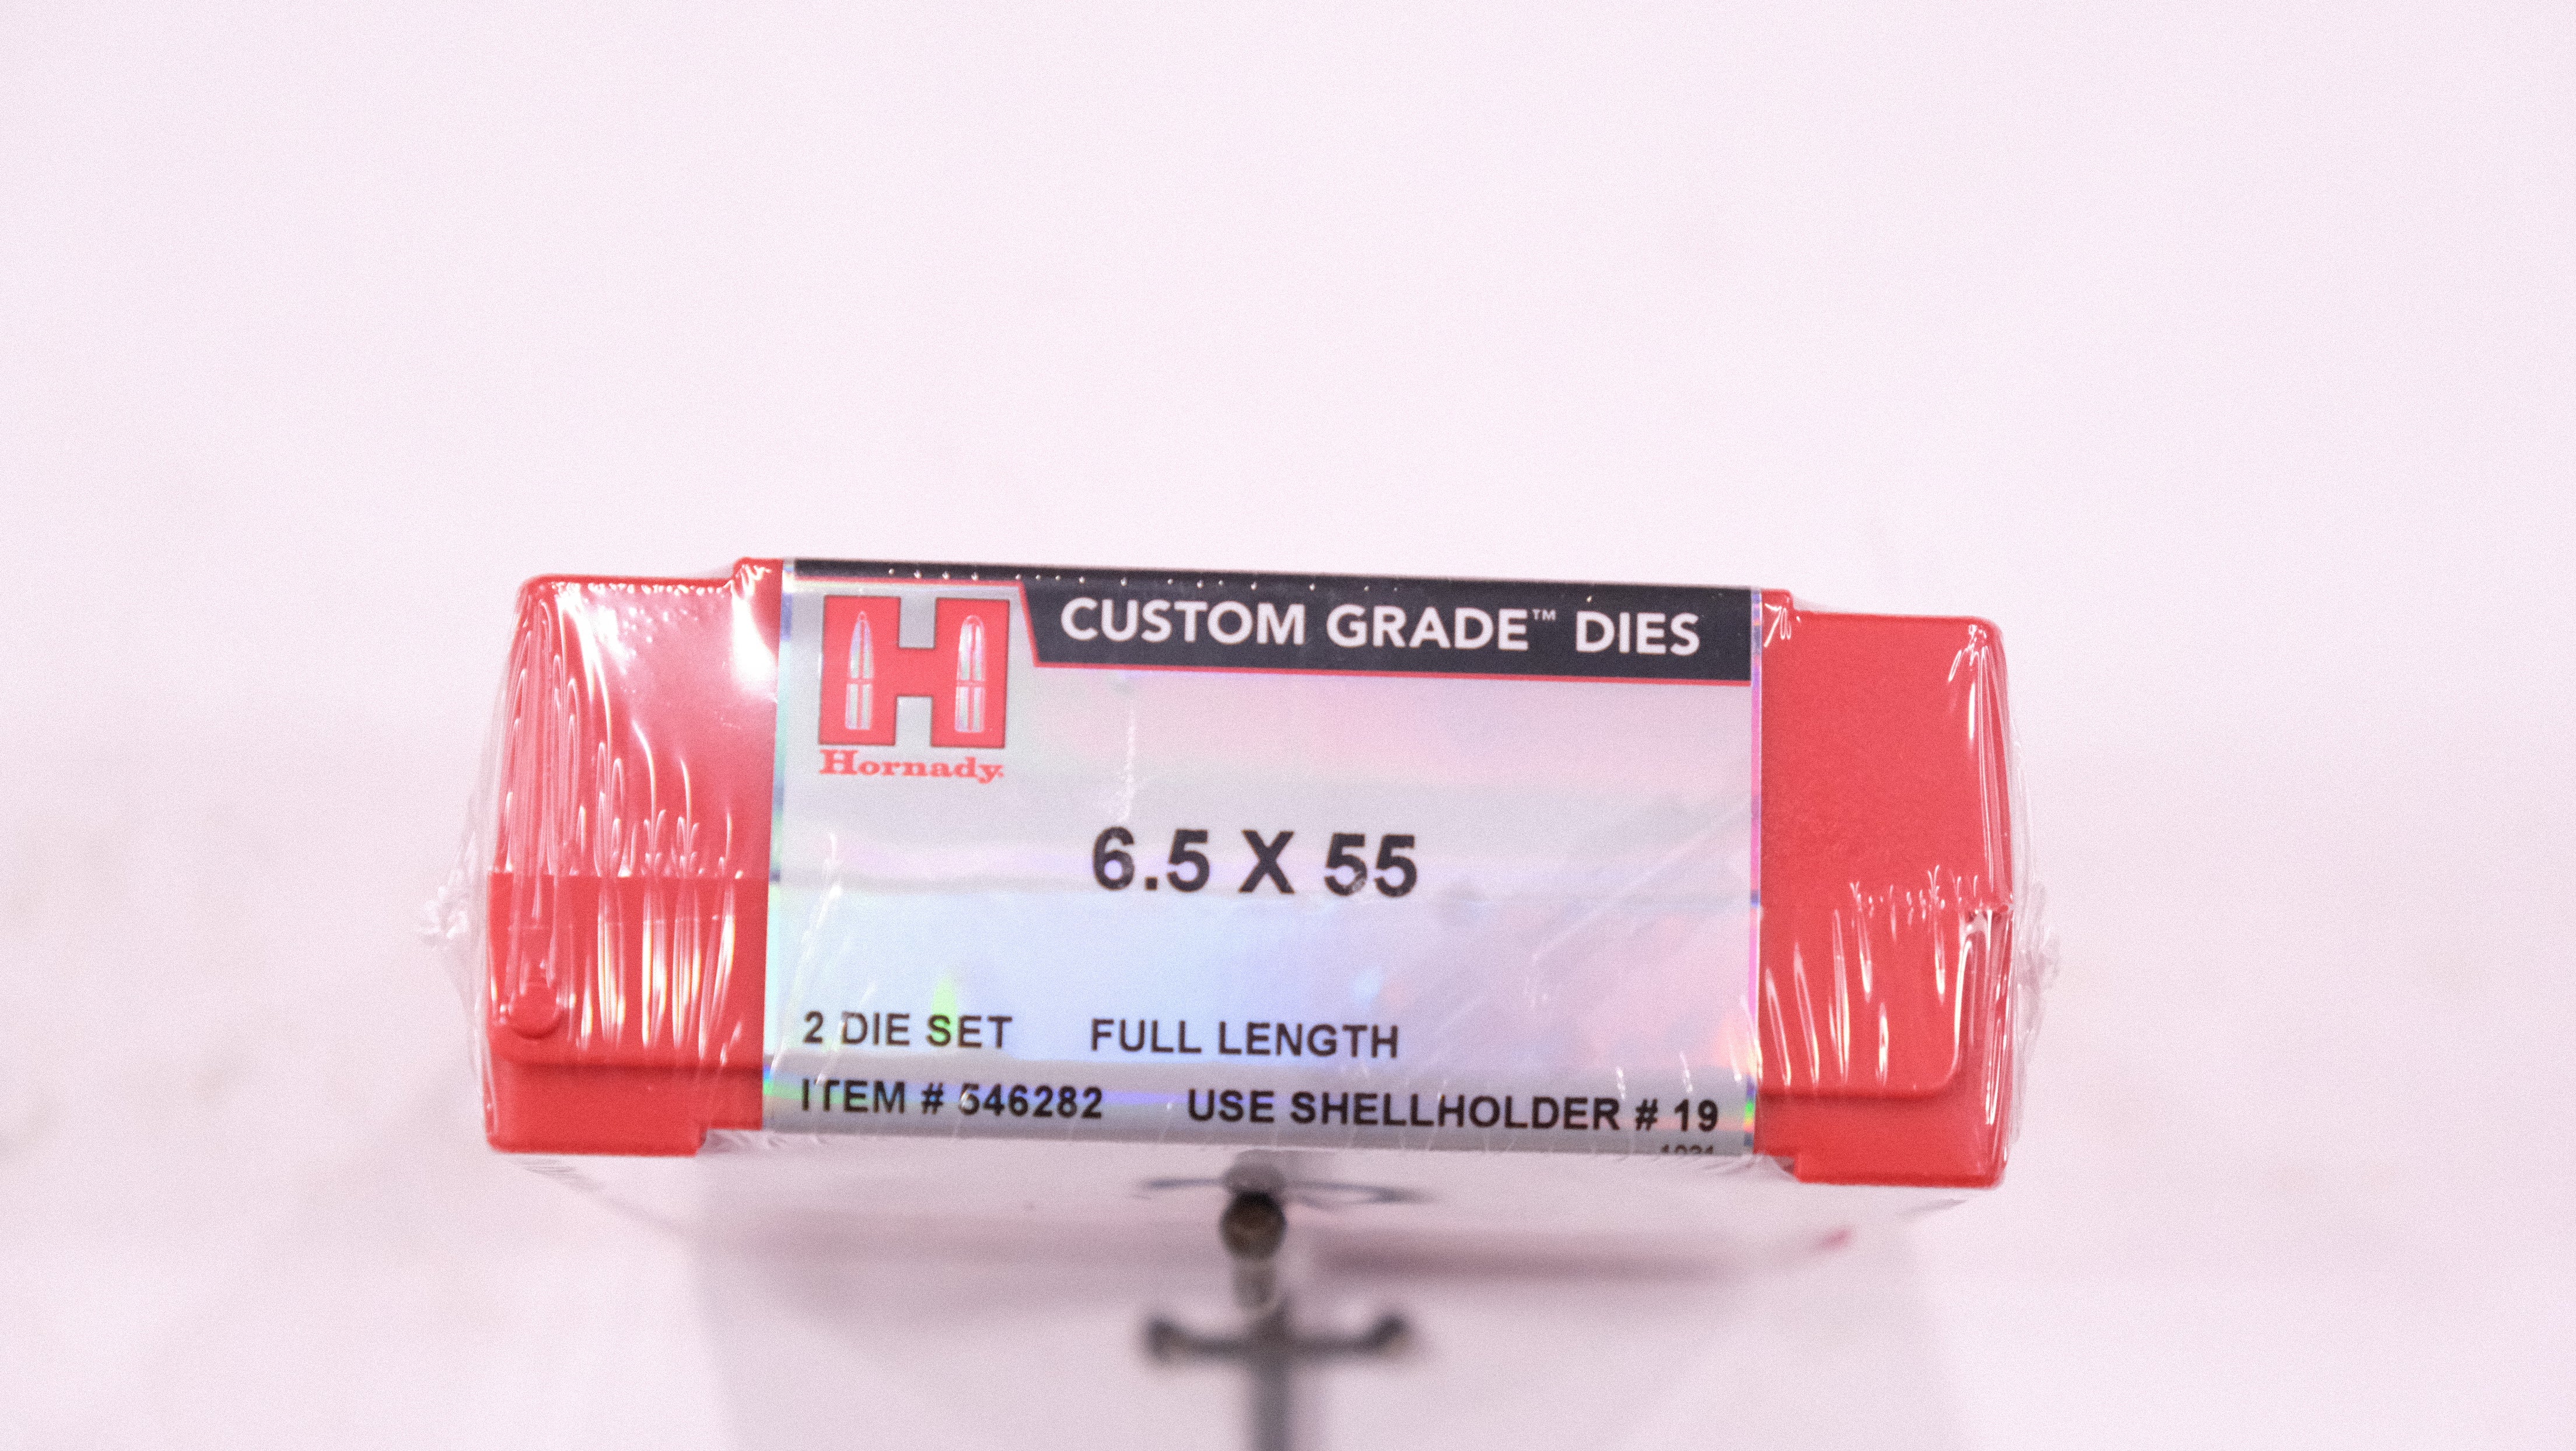 CUSTOM GRADE™ DIES
Hornady
6.5 X 55
2 DIE SET FULL LENGTH
ITEM # 546282 USE SHELLHOLDER # 19